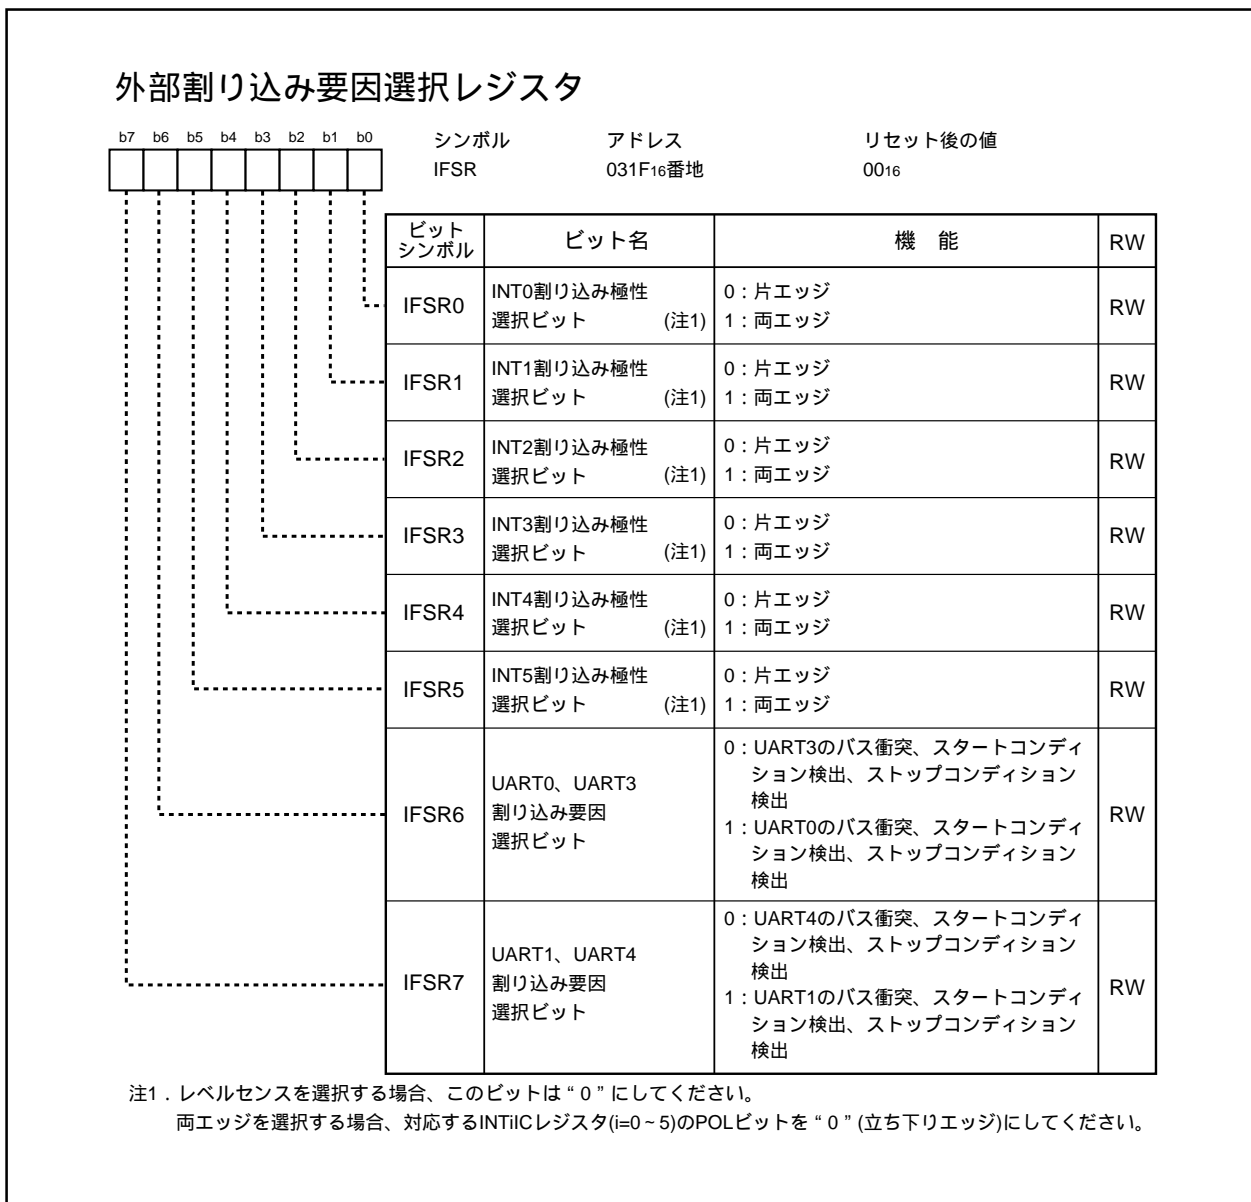 外部割り込み要因選択レジスタ
b7 b6 b5 b4 b3 b2 b1 b0
シンボル アドレス リセット後の値
IFSR 031F16番地 0016
ビット
シンボル
ビット名 機 能 RW
IFSR0
INT0割り込み極性
選択ビット (注1)
0：片エッジ
1：両エッジ
RW
IFSR1
INT1割り込み極性
選択ビット (注1)
0：片エッジ
1：両エッジ
RW
IFSR2
INT2割り込み極性
選択ビット (注1)
0：片エッジ
1：両エッジ
RW
IFSR3
INT3割り込み極性
選択ビット (注1)
0：片エッジ
1：両エッジ
RW
IFSR4
INT4割り込み極性
選択ビット (注1)
0：片エッジ
1：両エッジ
RW
IFSR5
INT5割り込み極性
選択ビット (注1)
0：片エッジ
1：両エッジ
RW
IFSR6
UART0、UART3
割り込み要因
選択ビット
0：UART3のバス衝突、スタートコンディ
ション検出、ストップコンディション
検出
1：UART0のバス衝突、スタートコンディ
ション検出、ストップコンディション
検出
RW
IFSR7
UART1、UART4
割り込み要因
選択ビット
0：UART4のバス衝突、スタートコンディ
ション検出、ストップコンディション
検出
1：UART1のバス衝突、スタートコンディ
ション検出、ストップコンディション
検出
RW
注1．レベルセンスを選択する場合、このビットは“0”にしてください。
両エッジを選択する場合、対応するINTiICレジスタ(i=0~5)のPOLビットを“0”(立ち下りエッジ)にしてください。